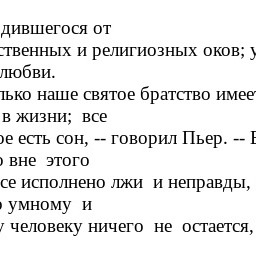 дившегося от
ственных и религиозных оков; у
любви.
лько наше святое братство имее
в жизни; все
ое есть сон, -- говорил Пьер. --
о вне этого
се исполнено лжи и неправды,
о умному и
у человеку ничего не остается,